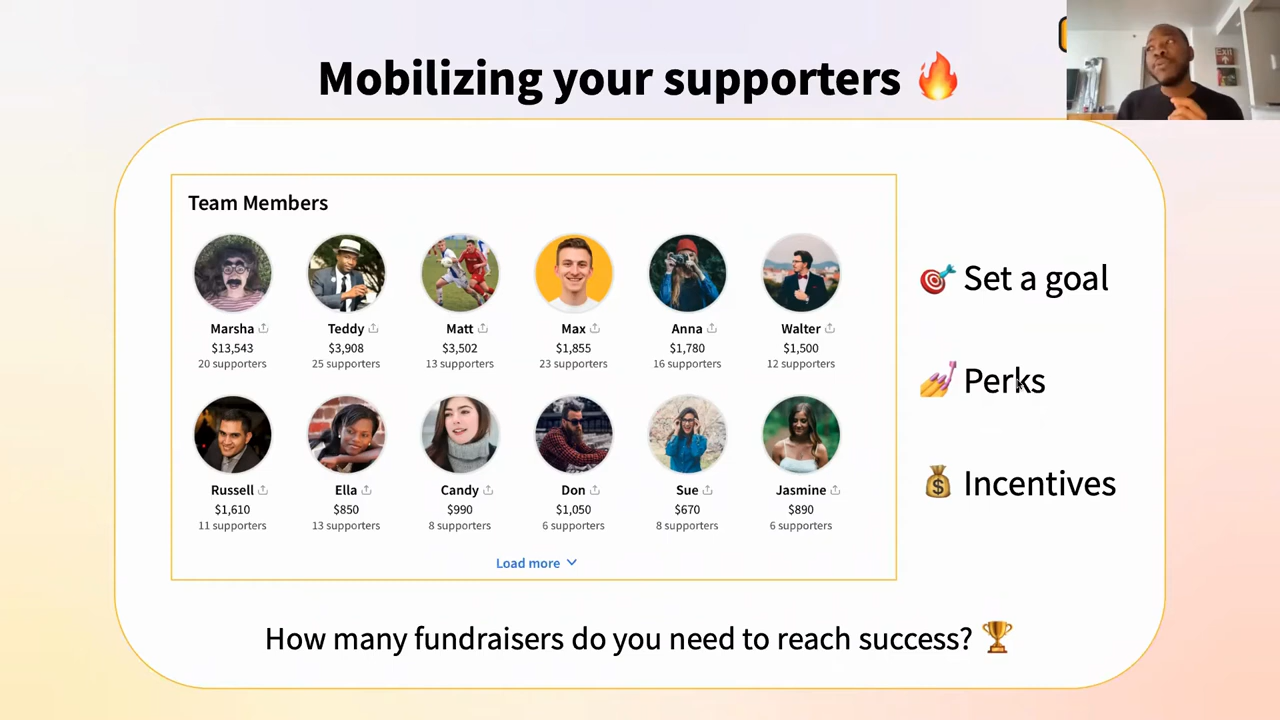 Mobilizing your supporters 🔥
Team Members
Marsha Teddy Matt Max Anna Walter
$13,543 $3,908 $3,502 $1,855 $1,780 $1,500
20 supporters 25 supporters 13 supporters 23 supporters 16 supporters 12 supporters
Russell Ella Candy Don Sue Jasmine
$1,610 $850 $990 $1,050 $670 $890
11 supporters 13 supporters 8 supporters 6 supporters 8 supporters 6 supporters
Load more
🎯 Set a goal
💅 Perks
💰 Incentives
How many fundraisers do you need to reach success? 🏆
EXIT